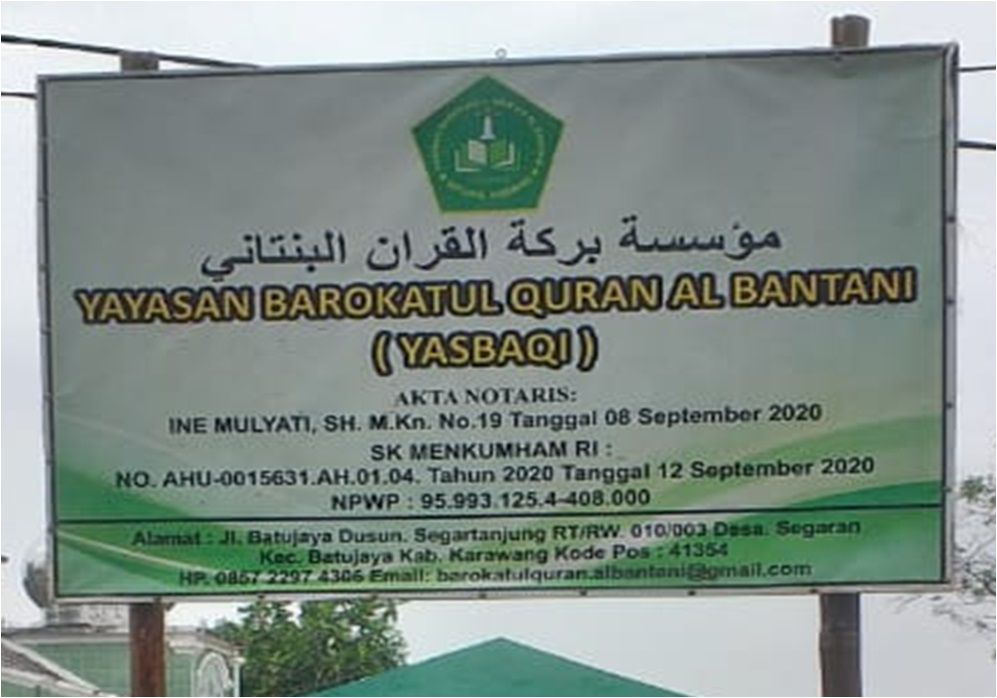 مؤسسة بركة القران البنتاني
YAYASAN BAROKATUL QURAN AL BANTANI
( YASBAQI )
AKTA NOTARIS:
INE MULYATI, SH. M.Kn. No.19 Tanggal 08 September 2020
SK MENKUMHAM RI :
NO. AHU-0015631.AH.01.04. Tahun 2020 Tanggal 12 September 2020
NPWP : 95.993.125.4-408.000
Alamat : Jl. Batujaya Dusun. Segartanjung RT/RW. 010/003 Desa. Segaran
Kec. Batujaya Kab. Karawang Kode Pos : 41354
HP. 0857 2297 4306 Email: barokatulquran.albantani@gmail.com